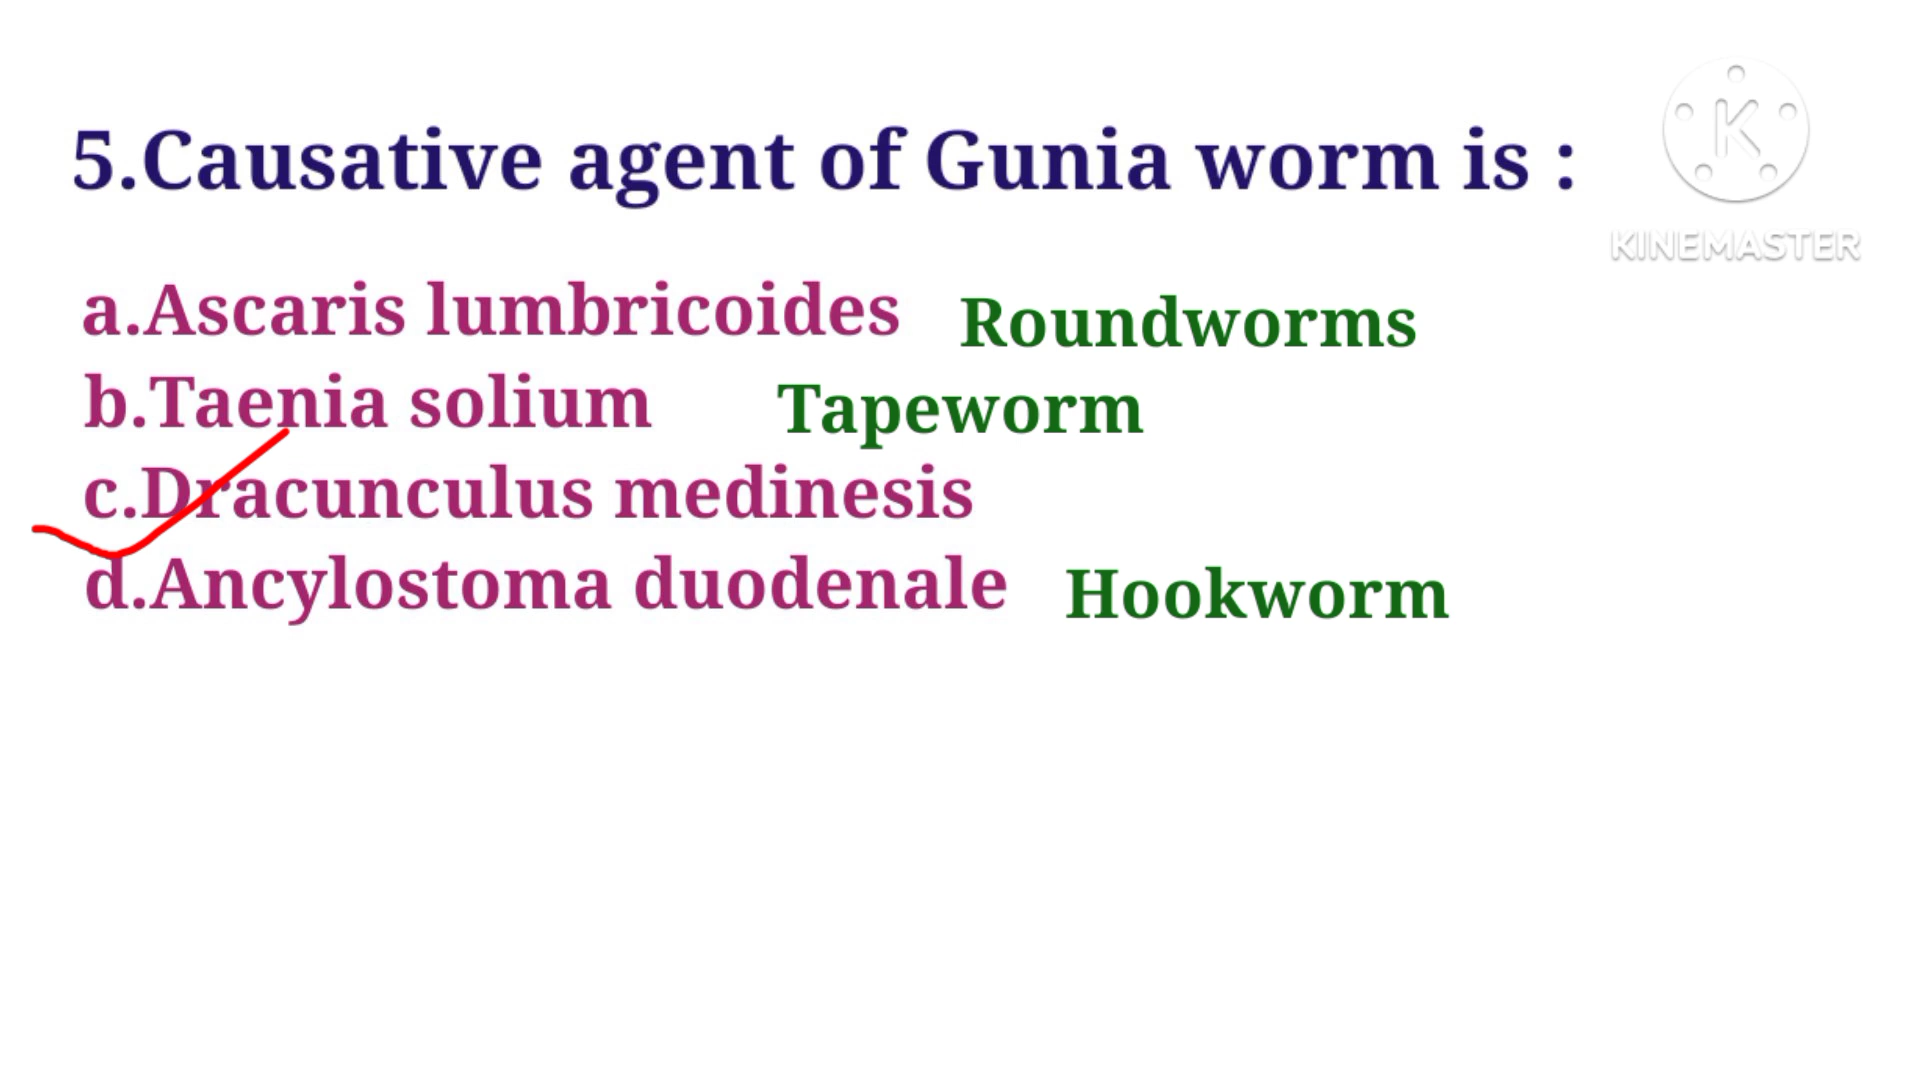 5.Causative agent of Gunia worm is :
KINEMASTER
a.Ascaris lumbricoides Roundworms
b.Taenia solium Tapeworm
c.Dracunculus medinesis
d.Ancylostoma duodenale Hookworm